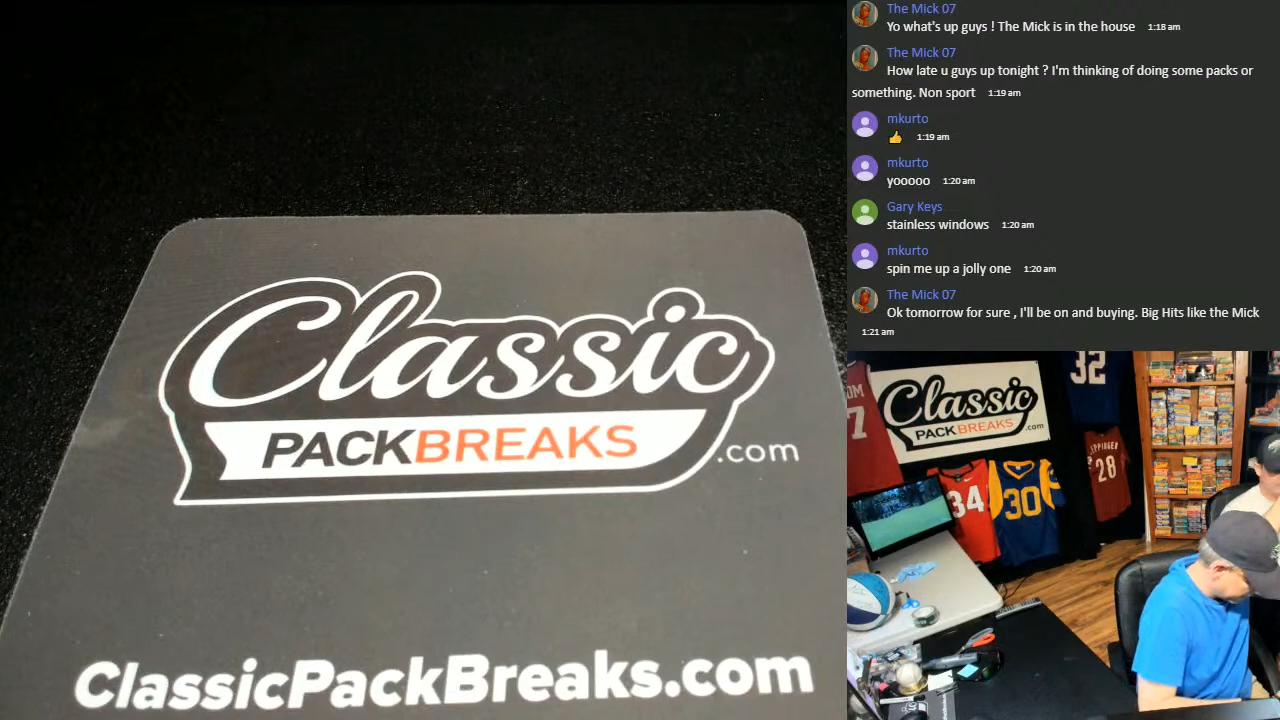 The Mick 07
Yo what's up guys ! The Mick is in the house 1:18 am
The Mick 07
How late u guys up tonight ? I'm thinking of doing some packs or
something. Non sport 1:19 am
mkurto
👍 1:19 am
mkurto
yooooo 1:20 am
Gary Keys
stainless windows 1:20 am
mkurto
spin me up a jolly one 1:20 am
The Mick 07
Ok tomorrow for sure , I'll be on and buying. Big Hits like the Mick
1:21 am
Classic
PACKBREAKS
.com
ClassicPackBreaks.com
Classic
PACKBREAKS
.com
32
7
34
30
28